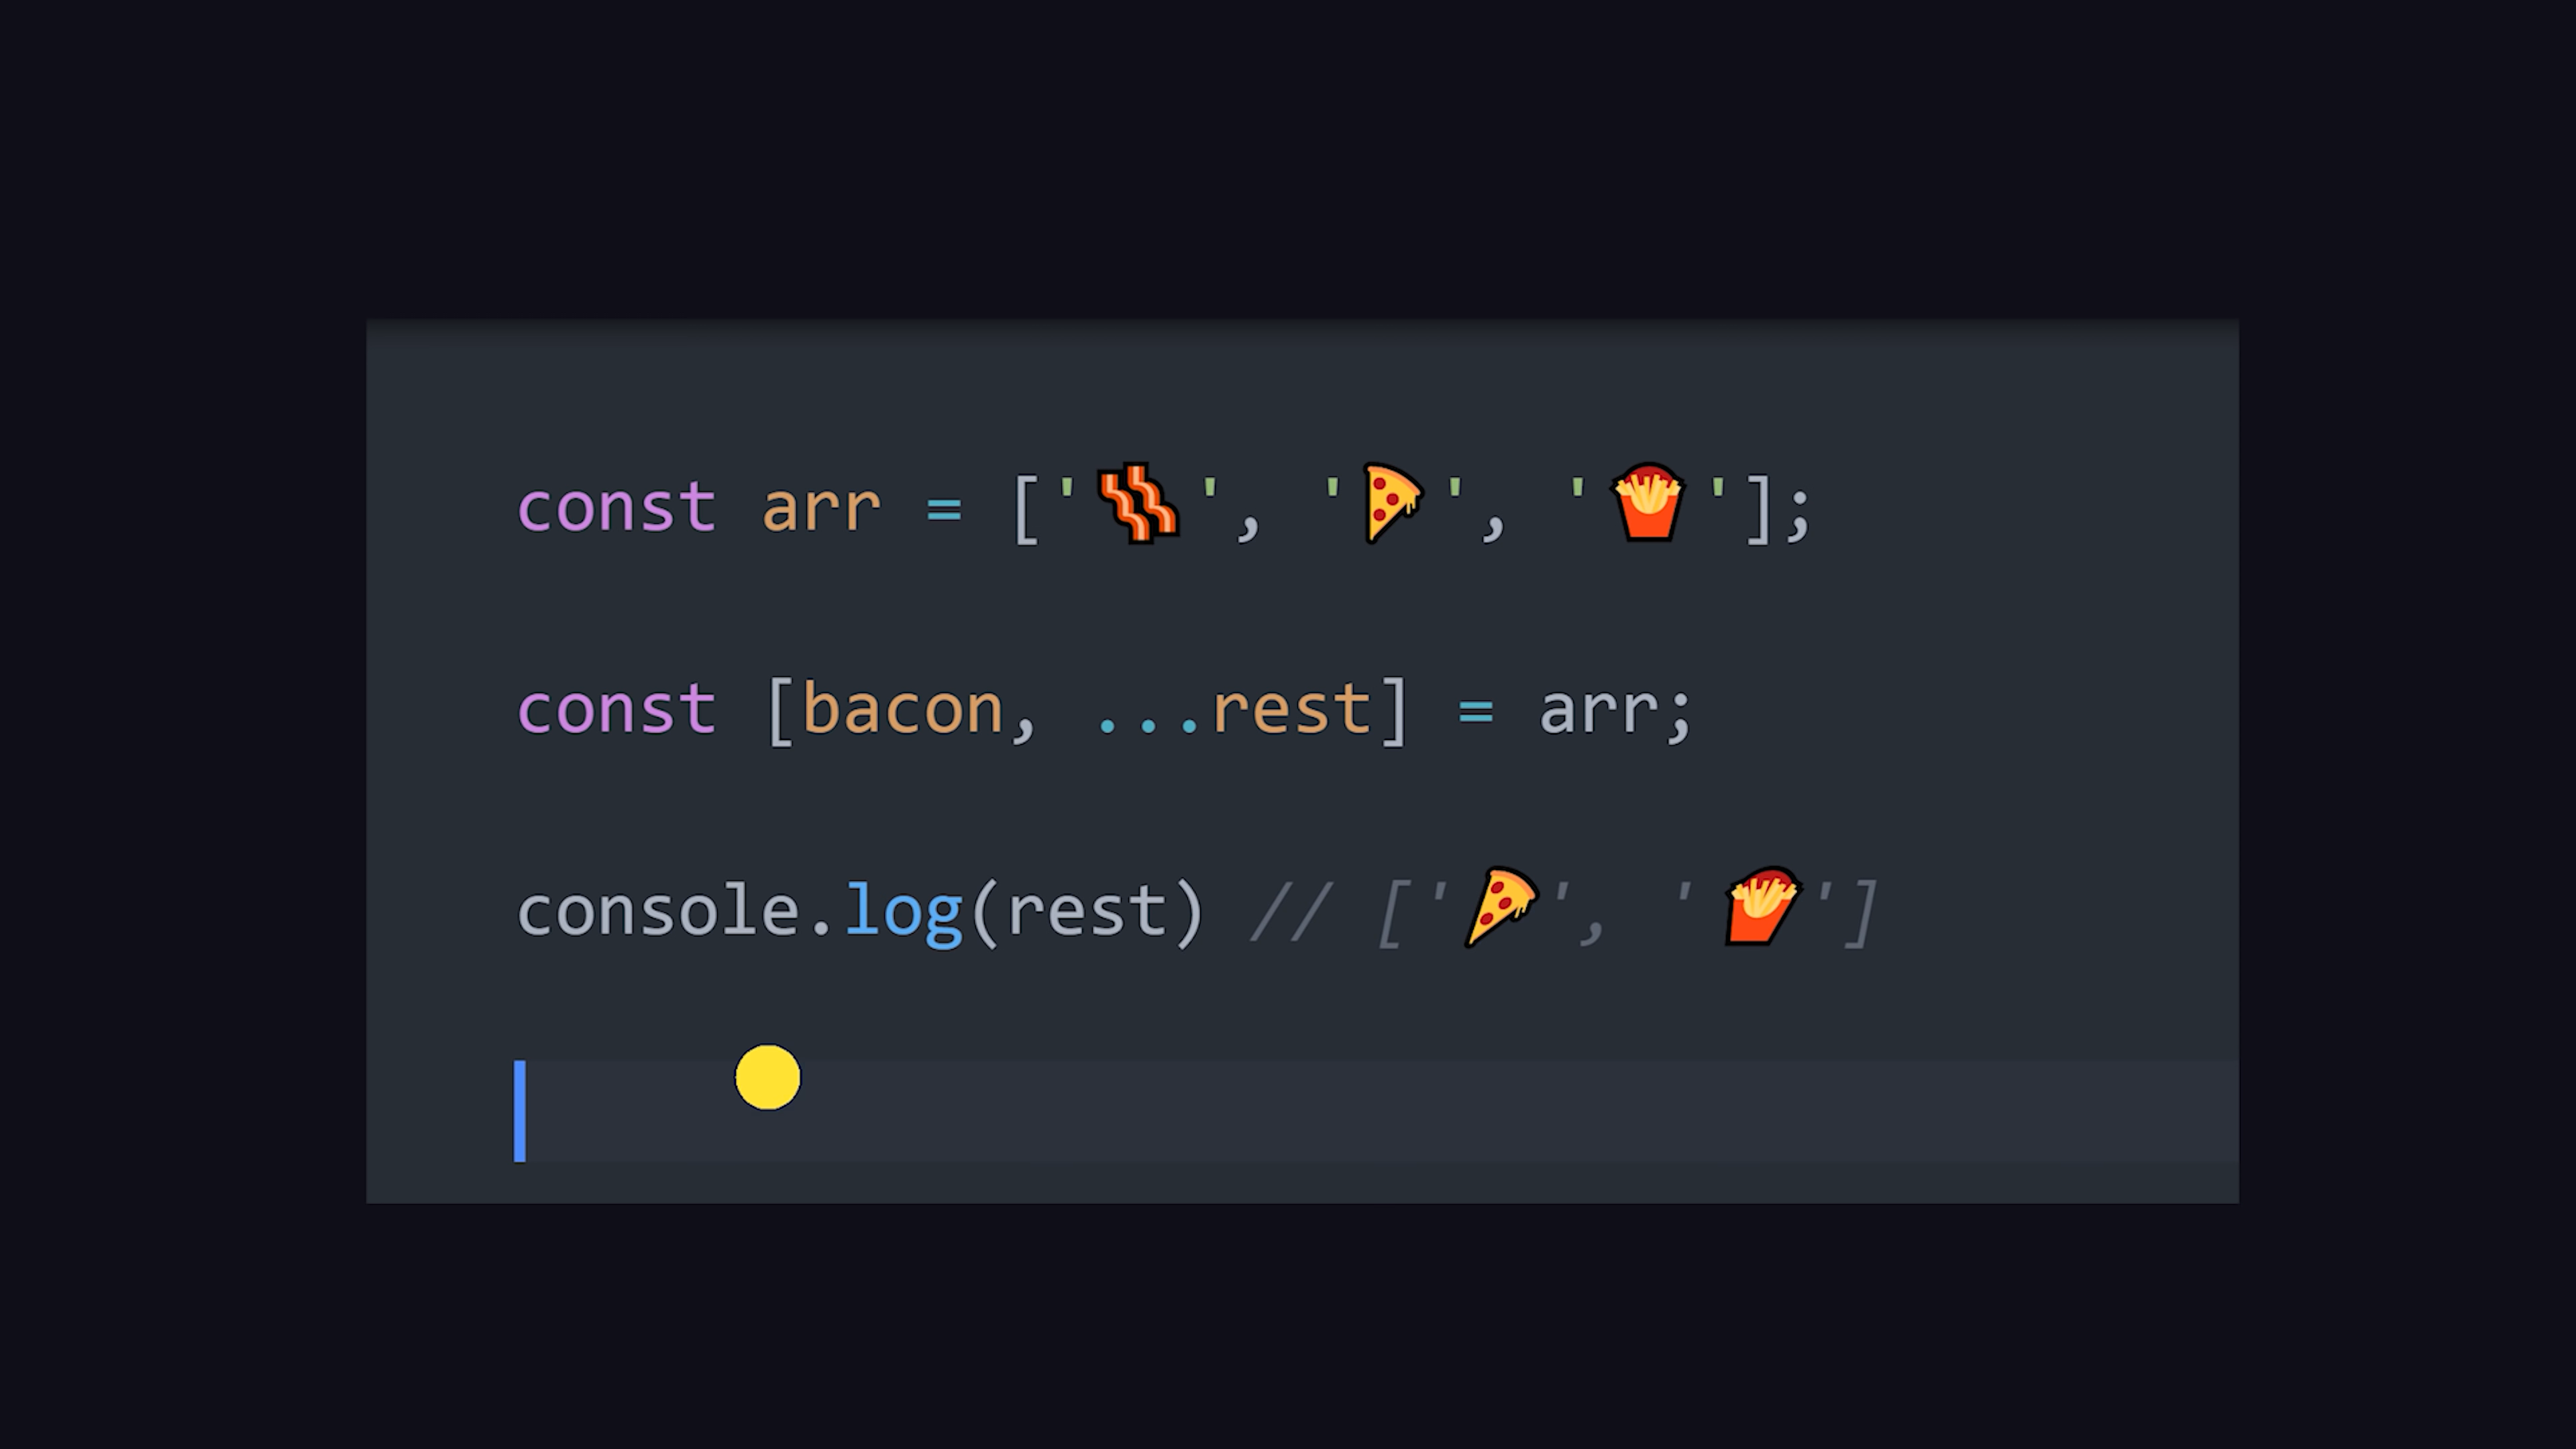 const arr = ['🥓', '🍕', '🍟'];
const [bacon, ...rest] = arr;
console.log(rest) // ['🍕', '🍟']